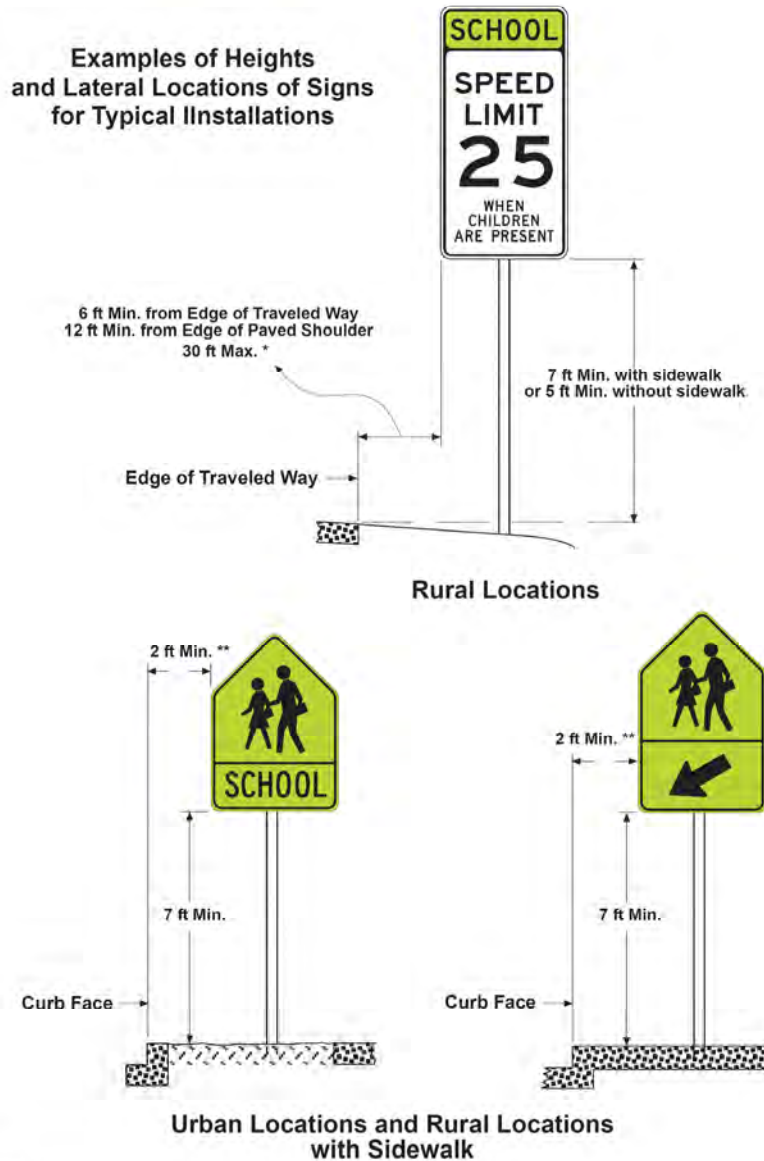 Examples of Heights
and Lateral Locations of Signs
for Typical IInstallations
SCHOOL
SPEED
LIMIT
25
WHEN
CHILDREN
ARE PRESENT
6 ft Min. from Edge of Traveled Way
12 ft Min. from Edge of Paved Shoulder
30 ft Max. *
7 ft Min. with sidewalk
or 5 ft Min. without sidewalk
Edge of Traveled Way
Rural Locations
2 ft Min. **
SCHOOL
7 ft Min.
Curb Face
2 ft Min. **
7 ft Min.
Curb Face
Urban Locations and Rural Locations
with Sidewalk